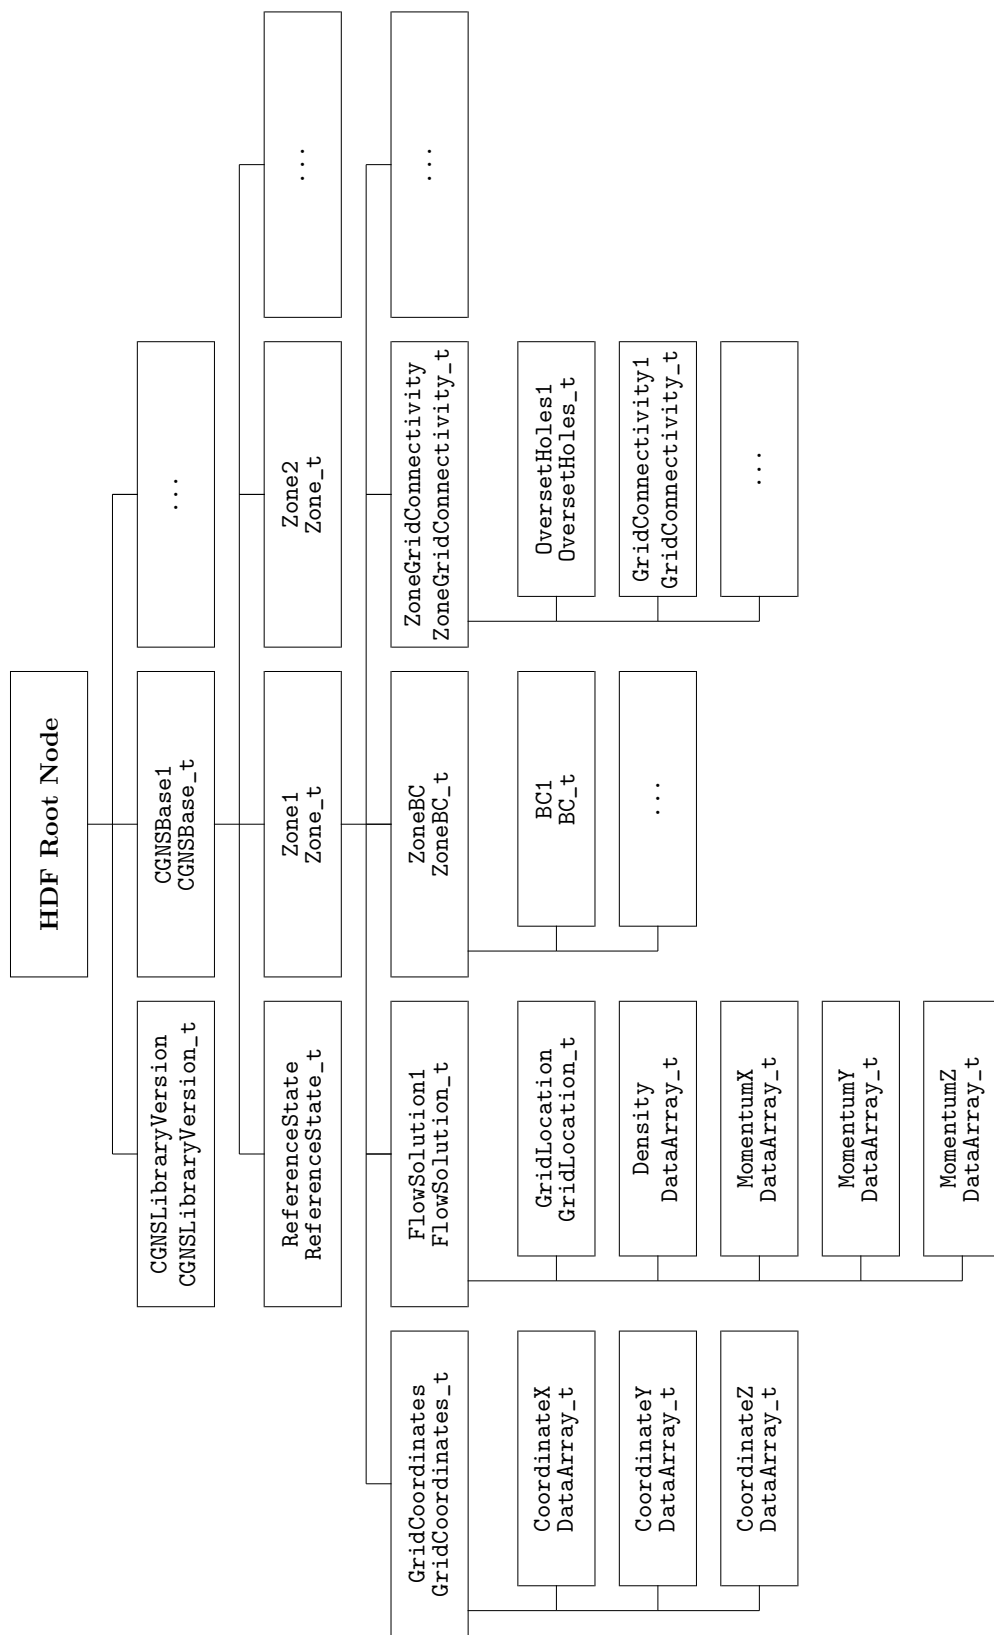 HDF Root Node
CGNSLibraryVersion
CGNSLibraryVersion_t
CGNSBase1
CGNSBase_t
...
ReferenceState
ReferenceState_t
Zone1
Zone_t
Zone2
Zone_t
...
GridCoordinates
GridCoordinates_t
FlowSolution1
FlowSolution_t
ZoneBC
ZoneBC_t
ZoneGridConnectivity
ZoneGridConnectivity_t
...
CoordinateX
DataArray_t
CoordinateY
DataArray_t
CoordinateZ
DataArray_t
GridLocation
GridLocation_t
Density
DataArray_t
MomentumX
DataArray_t
MomentumY
DataArray_t
MomentumZ
DataArray_t
BC1
BC_t
...
OversetHoles1
OversetHoles_t
GridConnectivity1
GridConnectivity_t
...